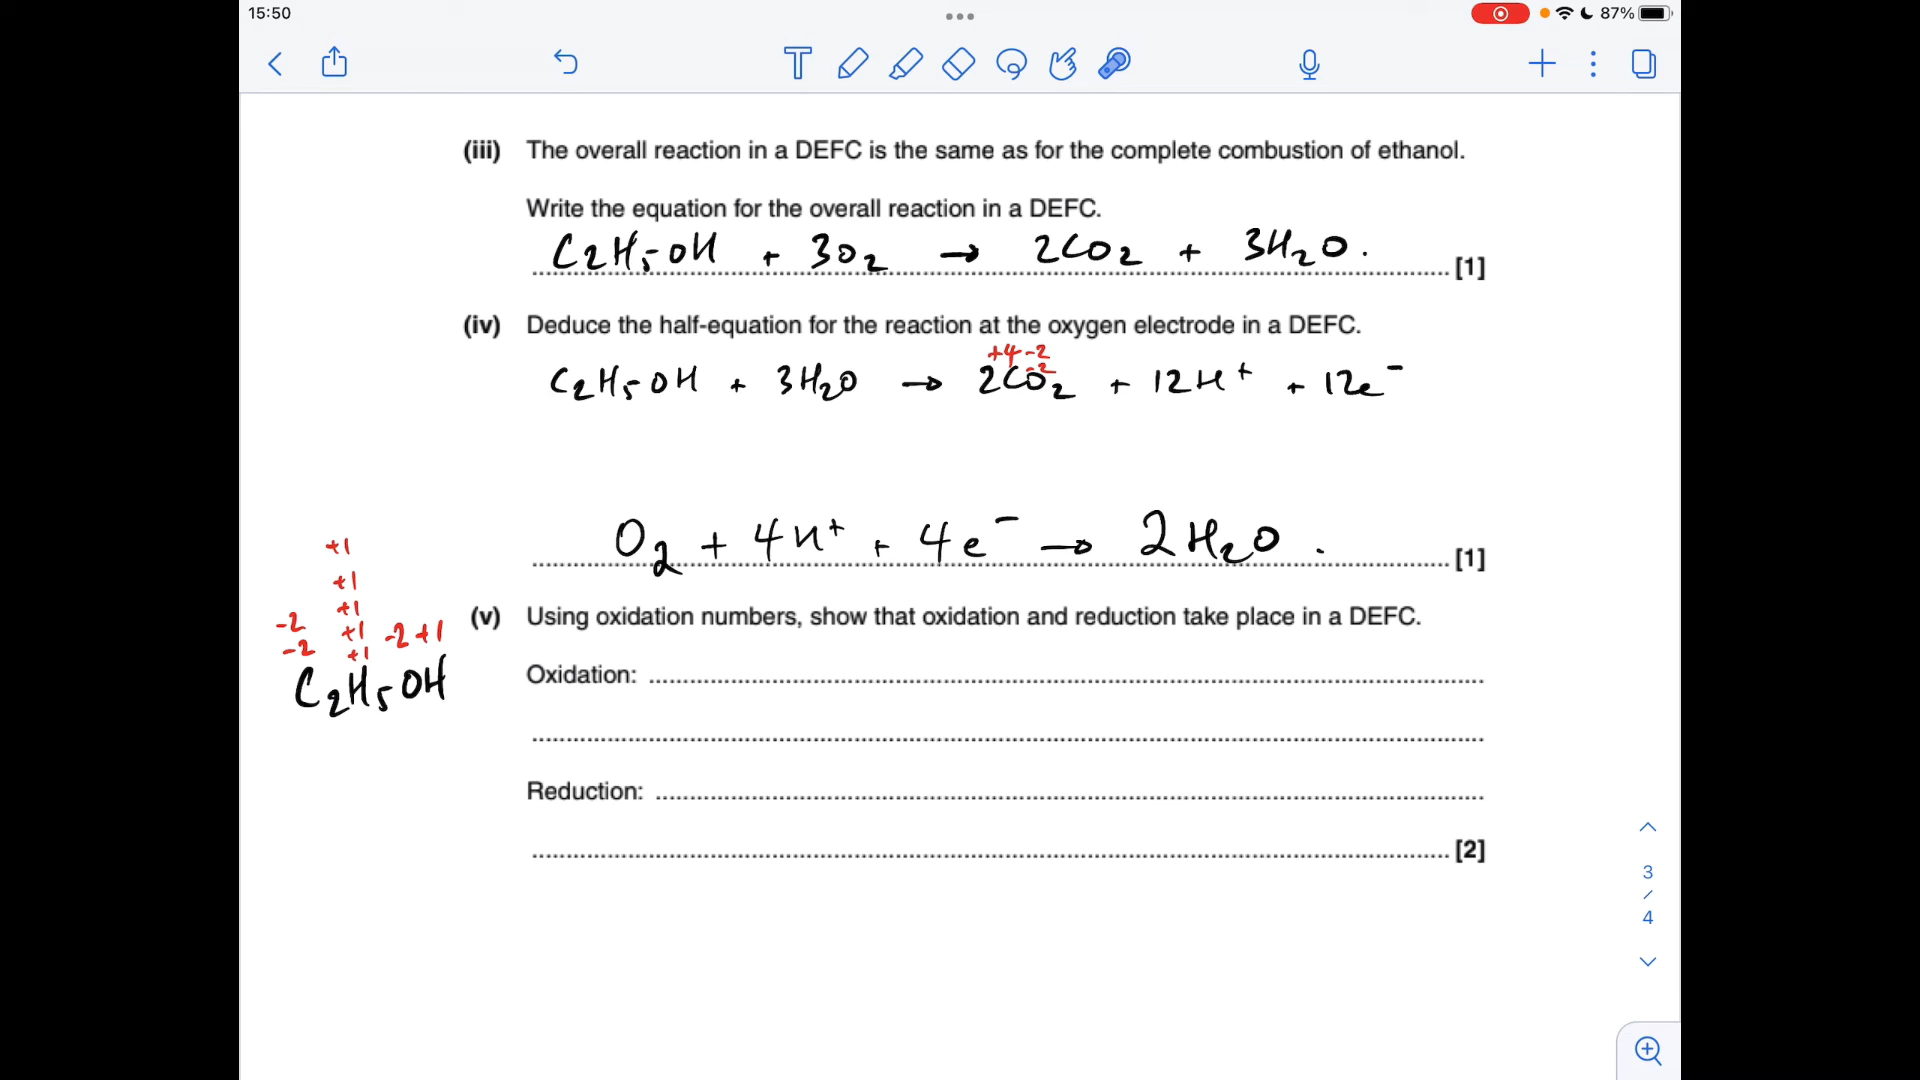 15:50
87%
(iii) The overall reaction in a DEFC is the same as for the complete combustion of ethanol.
Write the equation for the overall reaction in a DEFC.
C₂H₅OH + 3O₂ → 2CO₂ + 3H₂O.
[1]
(iv) Deduce the half-equation for the reaction at the oxygen electrode in a DEFC.
+4 -2
-2
C₂H₅OH + 3H₂O → 2CO₂ + 12H⁺ + 12e⁻
O₂ + 4H⁺ + 4e⁻ → 2H₂O.
[1]
+1
+1
+1
-2 +1 -2 +1
-2 +1
C₂H₅OH
(v) Using oxidation numbers, show that oxidation and reduction take place in a DEFC.
Oxidation:
Reduction:
[2]
3
/
4